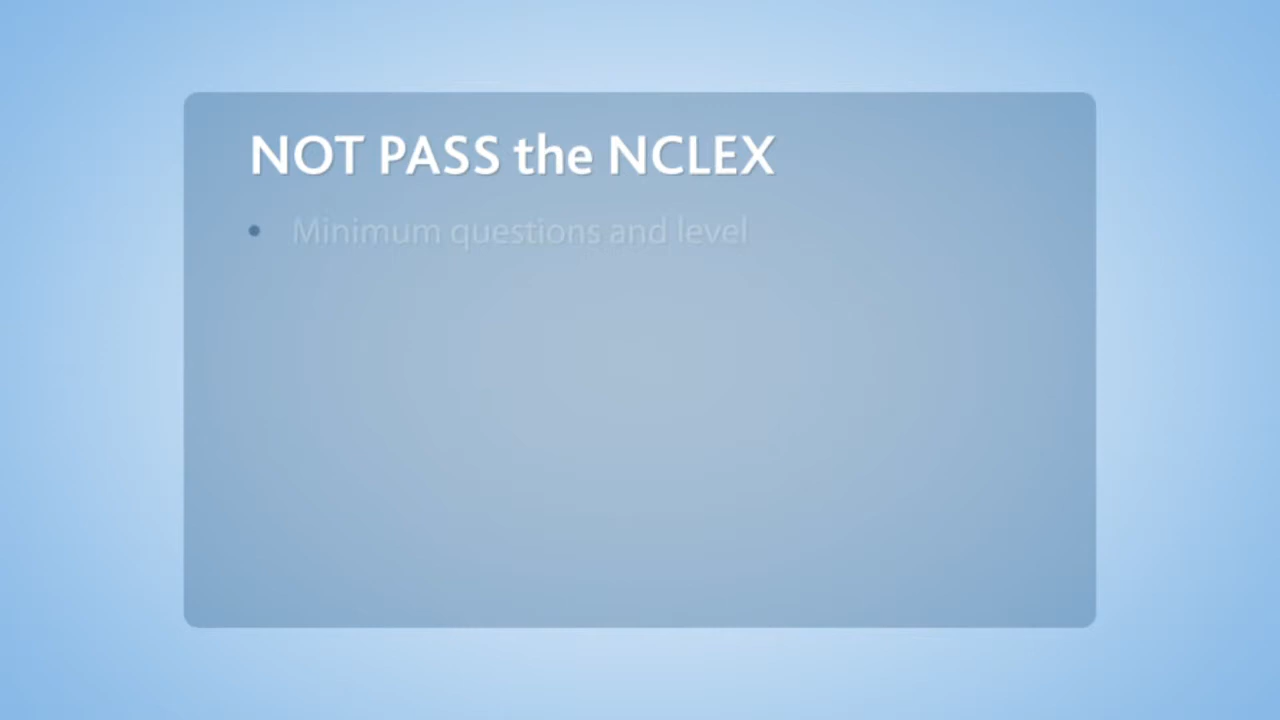 NOT PASS the NCLEX
• Minimum questions and level